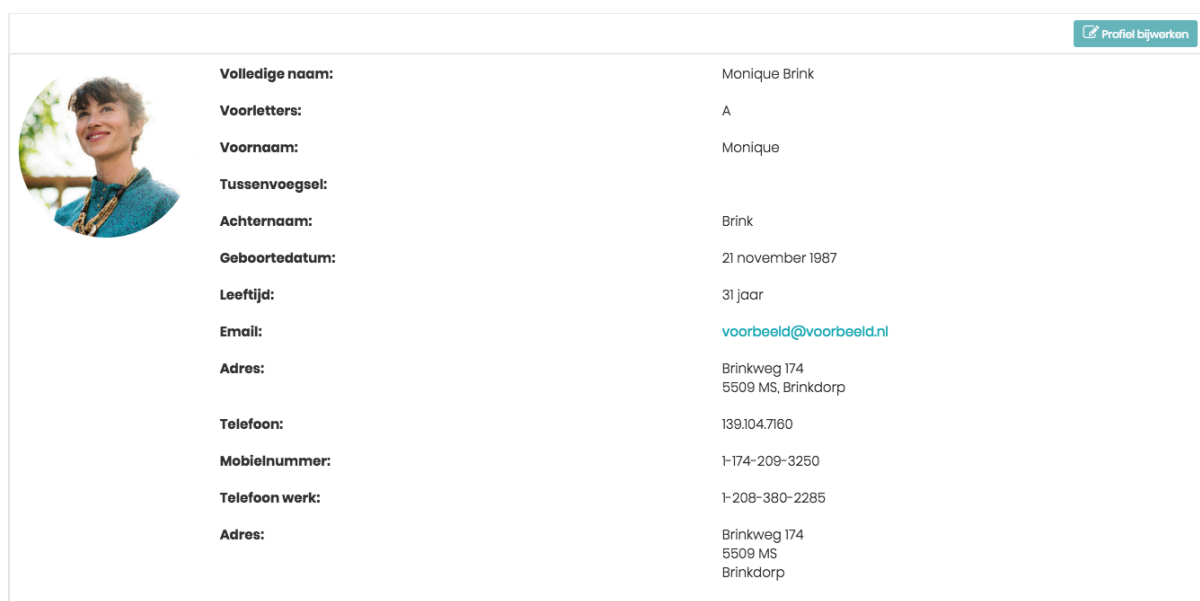 Profiel bijwerken
Volledige naam: Monique Brink
Voorletters: A
Voornaam: Monique
Tussenvoegsel:
Achternaam: Brink
Geboortedatum: 21 november 1987
Leeftijd: 31 jaar
Email: voorbeeld@voorbeeld.nl
Adres: Brinkweg 174
5509 MS, Brinkdorp
Telefoon: 139.104.7160
Mobielnummer: 1-174-209-3250
Telefoon werk: 1-208-380-2285
Adres: Brinkweg 174
5509 MS
Brinkdorp